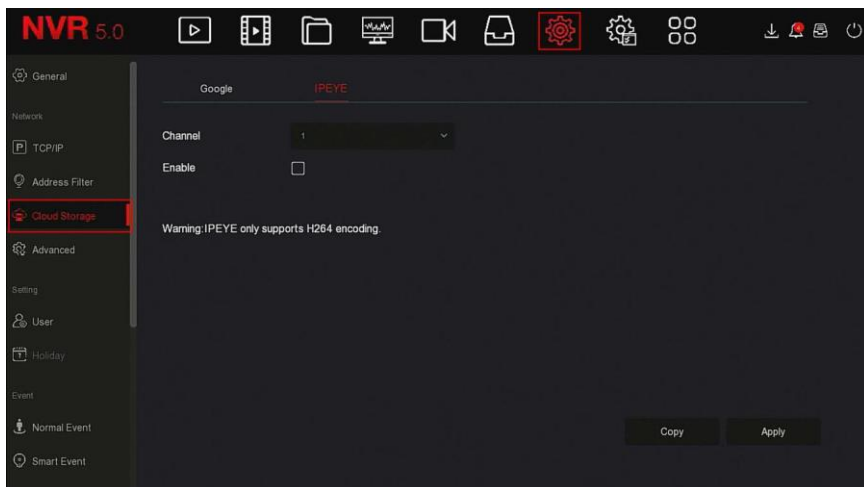 NVR 5.0
General
Network
TCP/IP
Address Filter
Cloud Storage
Advanced
Setting
User
Holiday
Event
Normal Event
Smart Event
Google IPEYE
Channel 1
Enable
Warning:IPEYE only supports H264 encoding.
Copy Apply